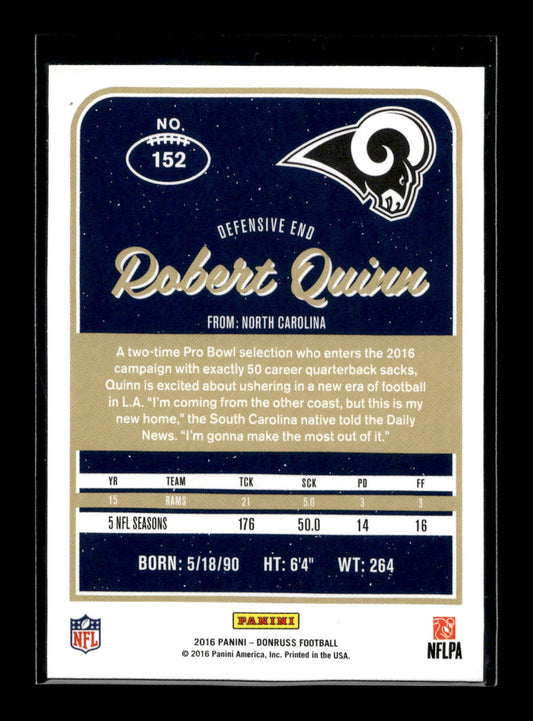 NO.
152
DEFENSIVE END
Robert Quinn
FROM: NORTH CAROLINA
A two-time Pro Bowl selection who enters the 2016
campaign with exactly 50 career quarterback sacks,
Quinn is excited about ushering in a new era of football
in L.A. “I’m coming from the other coast, but this is my
new home,” the South Carolina native told the Daily
News. “I’m gonna make the most out of it.”
YR TEAM TCK SCK PD FF
15 RAMS 21 5.0 3 3
5 NFL SEASONS 176 50.0 14 16
BORN: 5/18/90 HT: 6'4" WT: 264
PANINI
NFL
2016 PANINI – DONRUSS FOOTBALL
© 2016 Panini America, Inc. Printed in the USA.
NFLPA